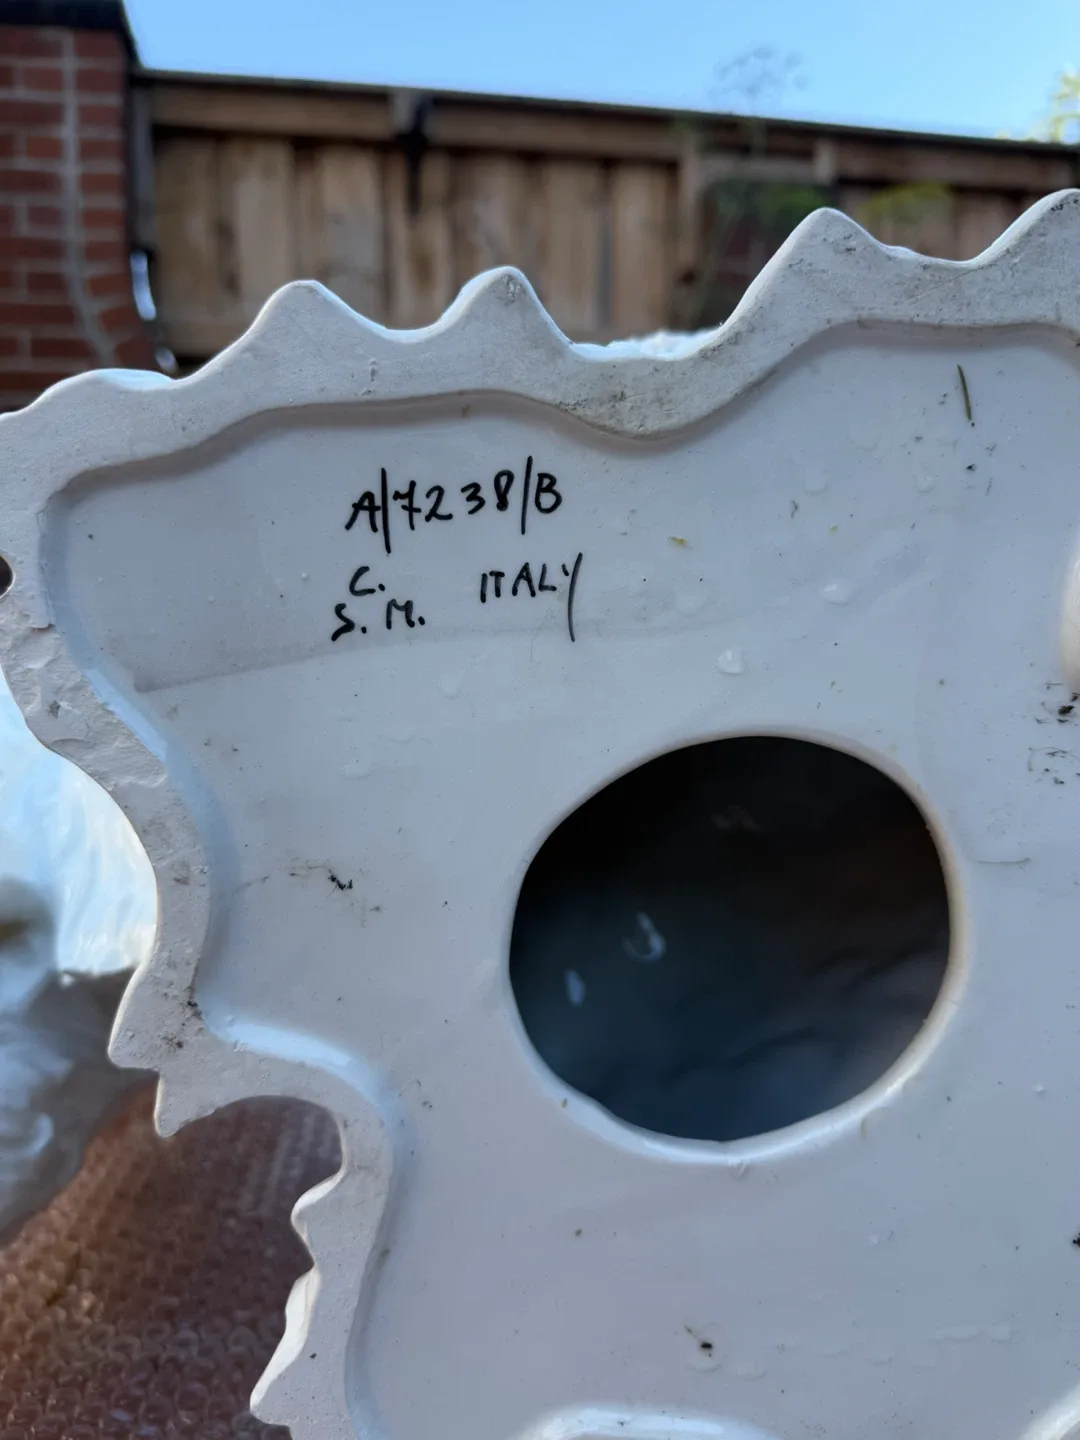 A/7238/B
C. ITALY
S. M.